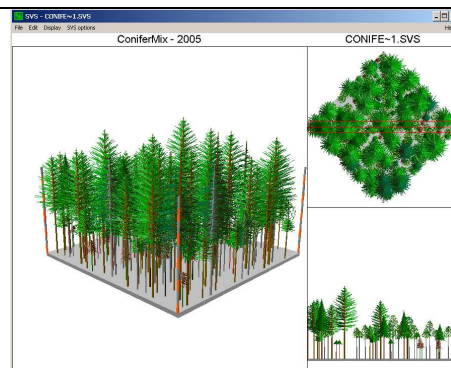 SVS - CONIFE~1.SVS
File Edit Display SVS options
ConiferMix - 2005
CONIFE~1.SVS